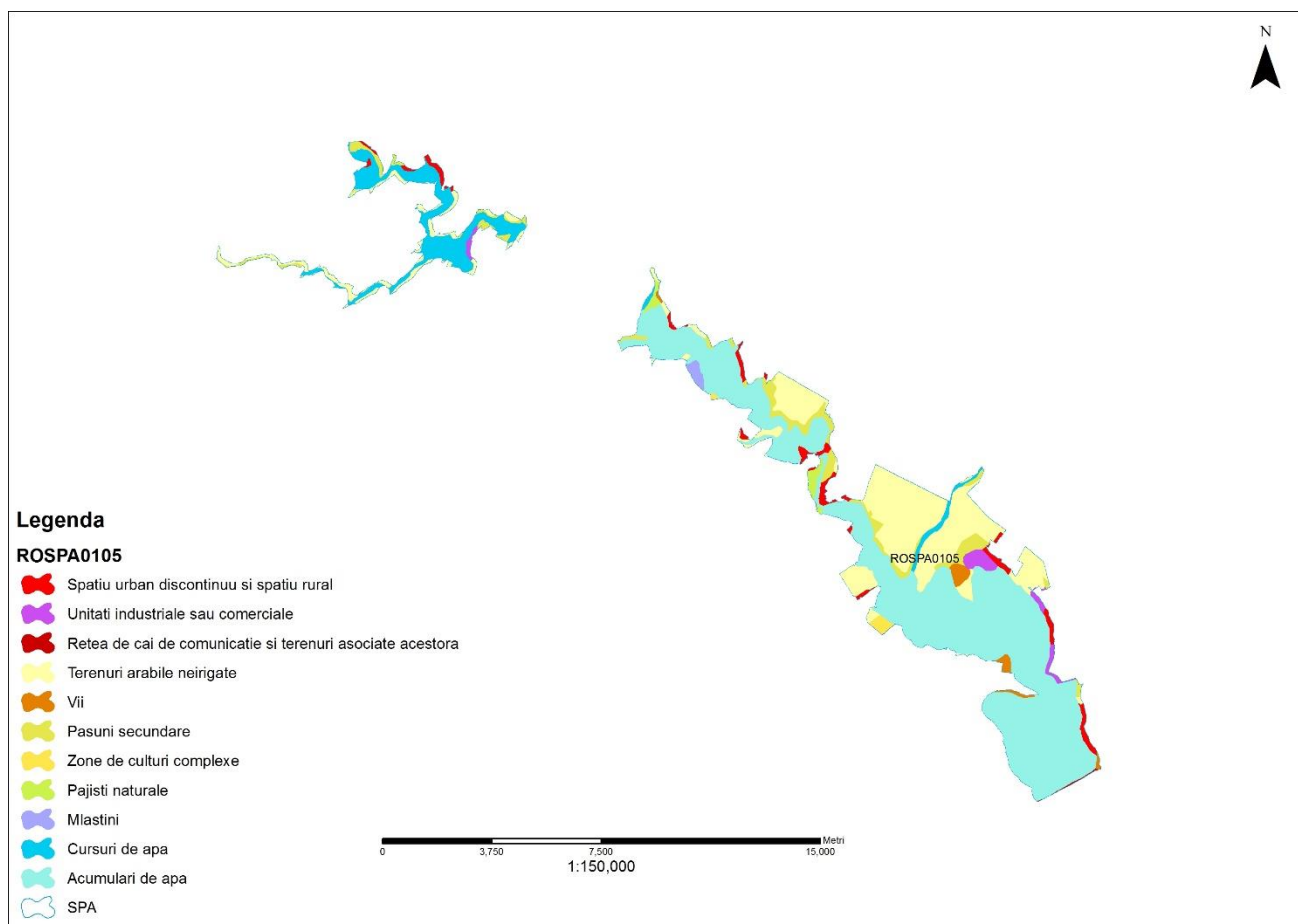 N
ROSPA0105
Legenda
ROSPA0105
Spatiu urban discontinuu si spatiu rural
Unitati industriale sau comerciale
Retea de cai de comunicatie si terenuri asociate acestora
Terenuri arabile neirigate
Vii
Pasuni secundare
Zone de culturi complexe
Pajisti naturale
Mlastini
Cursuri de apa
Acumulari de apa
SPA
Metri
0 3,750 7,500 15,000
1:150,000